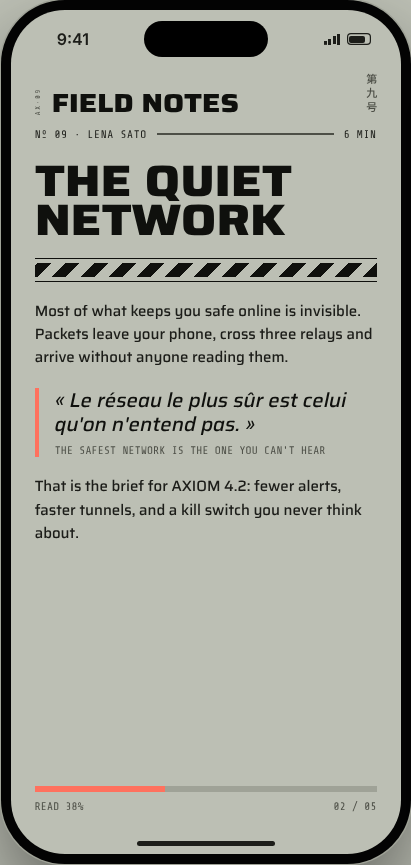 9:41
AX-09
FIELD NOTES
第九号
Nº 09 · LENA SATO
6 MIN
THE QUIET
NETWORK
Most of what keeps you safe online is invisible.
Packets leave your phone, cross three relays and
arrive without anyone reading them.
« Le réseau le plus sûr est celui
qu'on n'entend pas. »
THE SAFEST NETWORK IS THE ONE YOU CAN'T HEAR
That is the brief for AXIOM 4.2: fewer alerts,
faster tunnels, and a kill switch you never think
about.
READ 38%
02 / 05